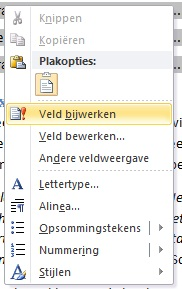 Knippen
Kopiëren
Plakopties:
Veld bijwerken
Veld bewerken...
Andere veldweergave
Lettertype...
Alinea...
Opsommingstekens
Nummering
Stijlen